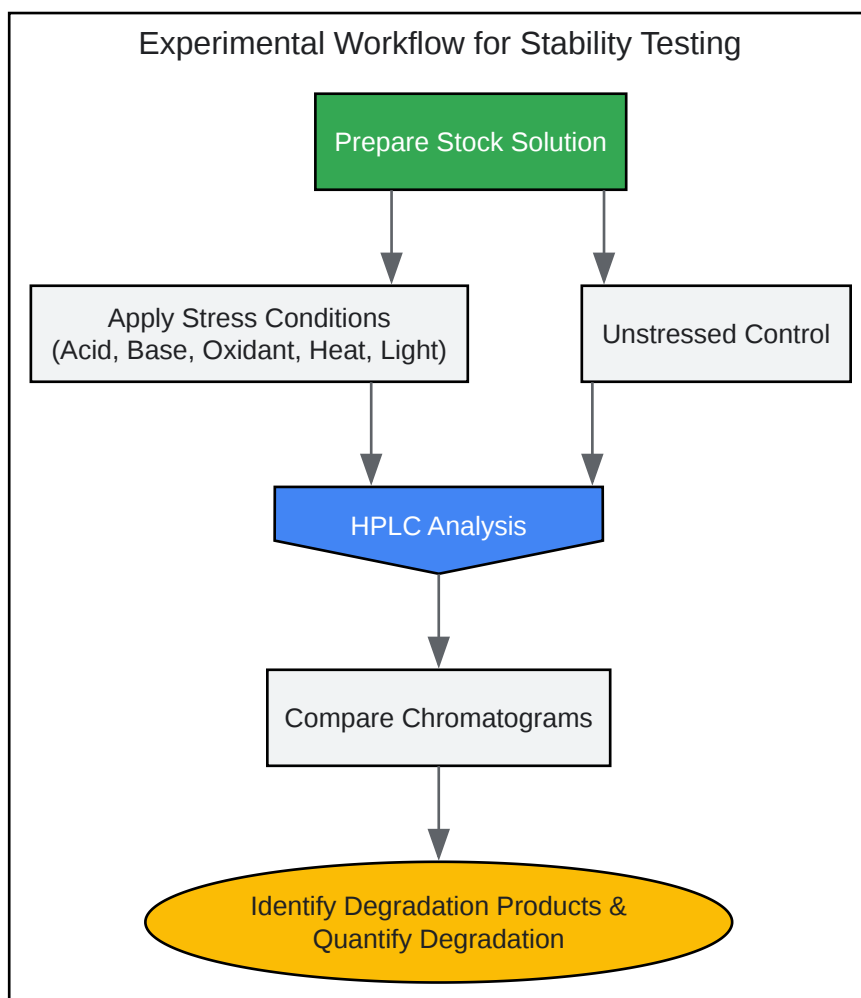 Experimental Workflow for Stability Testing
Prepare Stock Solution
Apply Stress Conditions
(Acid, Base, Oxidant, Heat, Light)
Unstressed Control
HPLC Analysis
Compare Chromatograms
Identify Degradation Products &
Quantify Degradation